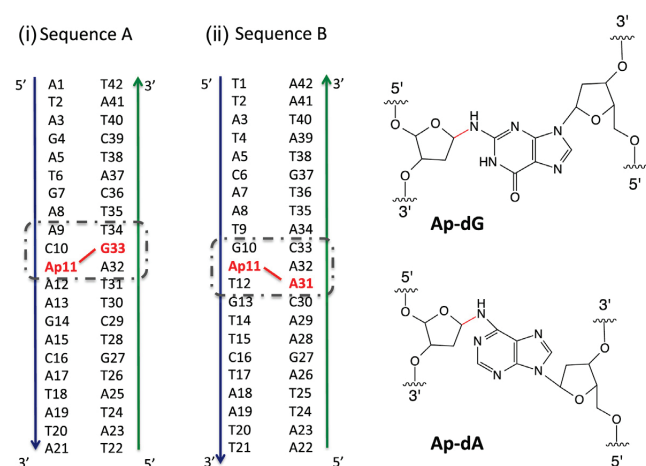 (i) Sequence A
5′ A1 T42 3′
T2 A41
A3 T40
G4 C39
A5 T38
T6 A37
G7 C36
A8 T35
A9 T34
C10 G33
Ap11 A32
A12 T31
A13 T30
G14 C29
A15 T28
C16 G27
A17 T26
T18 A25
A19 T24
T20 A23
3′ A21 T22 5′
(ii) Sequence B
5′ T1 A42 3′
T2 A41
A3 T40
T4 A39
A5 T38
C6 G37
A7 T36
A8 T35
T9 A34
G10 C33
Ap11 A32
T12 A31
G13 C30
T14 A29
T15 A28
C16 G27
T17 A26
A18 T25
A19 T24
T20 A23
3′ T21 A22 5′
3'
5'
O
O
H
N
N
N
O
O
O
NH
N
O
O
3'
O
5'
Ap-dG
5'
O
O
H
N
3'
O
N
N
O
3'
N
N
O
O
5'
Ap-dA